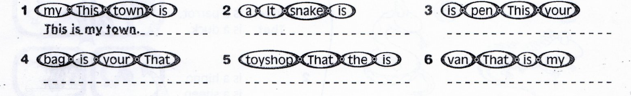 1 my This town is 2 a It snake is 3 is pen This your
This is my town.
4 bag is your That 5 toyshop That the is 6 van That is my